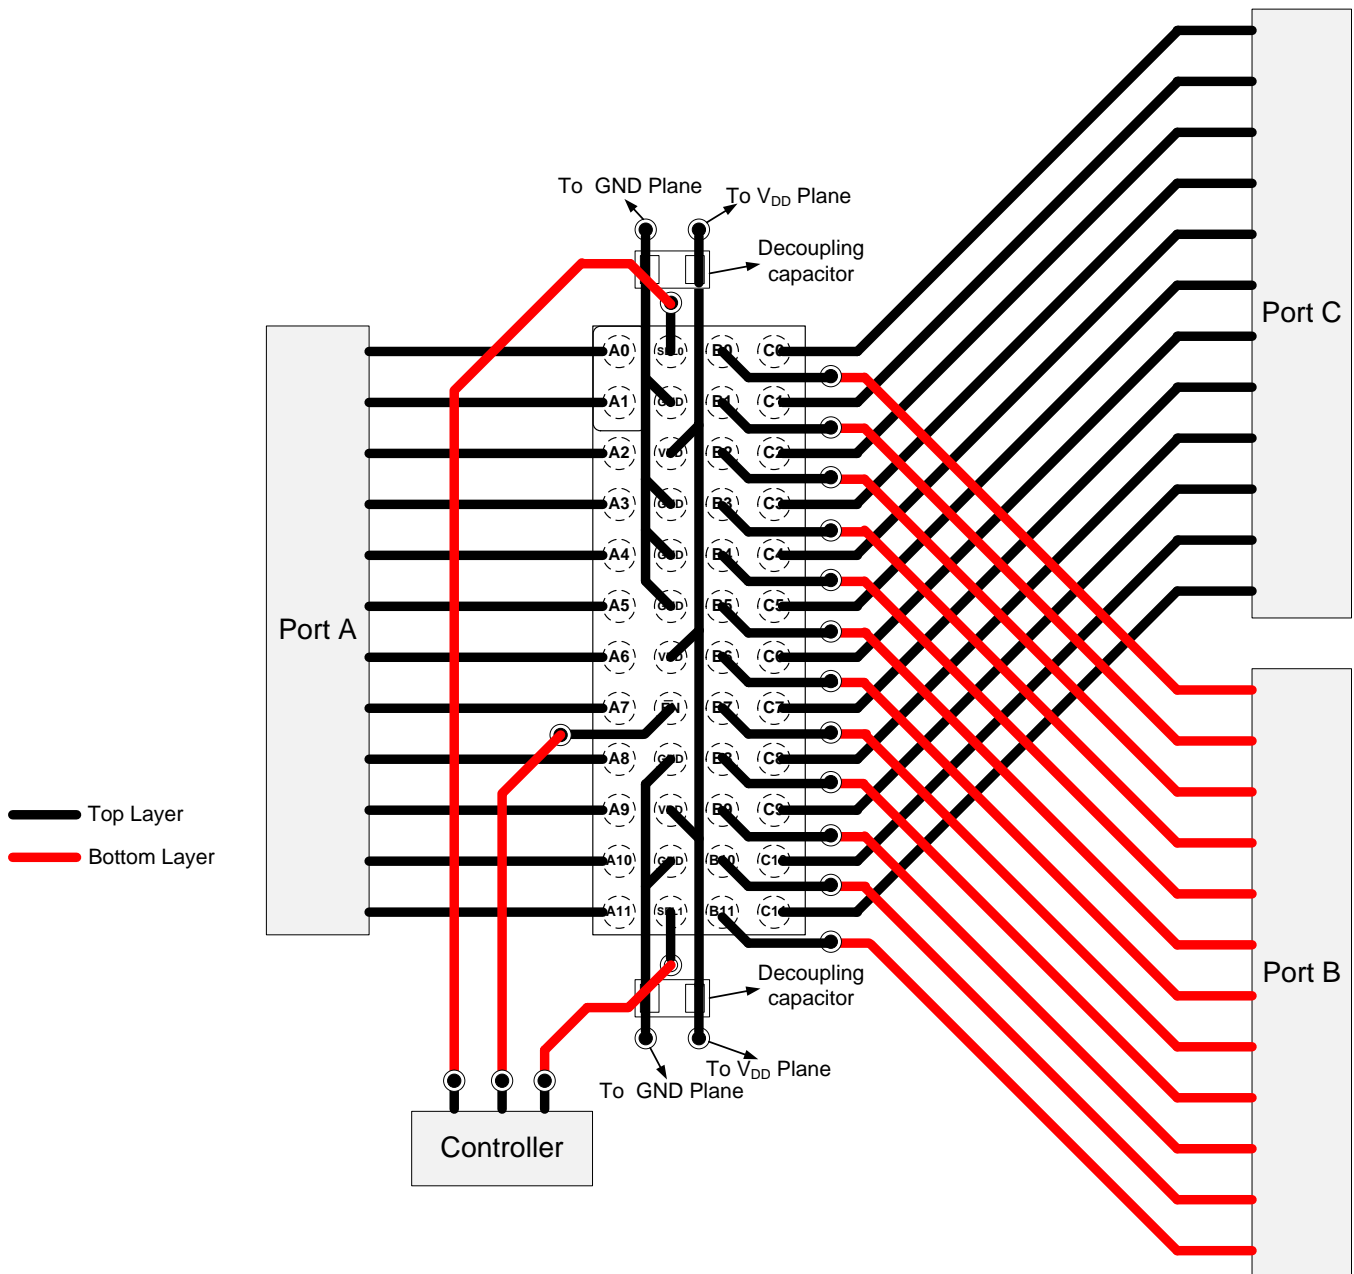 To GND Plane
To VDD Plane
Decoupling
capacitor
Port C
A0 SEL0 B0 C0
A1 GND B1 C1
A2 VDD B2 C2
A3 GND B3 C3
A4 GND B4 C4
A5 GND B5 C5
Port A
A6 VDD B6 C6
A7 EN B7 C7
A8 GND B8 C8
A9 VDD B9 C9
A10 GND B10
A11 SEL1 B11
Top Layer
Bottom Layer
Port B
Decoupling
capacitor
To VDD Plane
To GND Plane
Controller